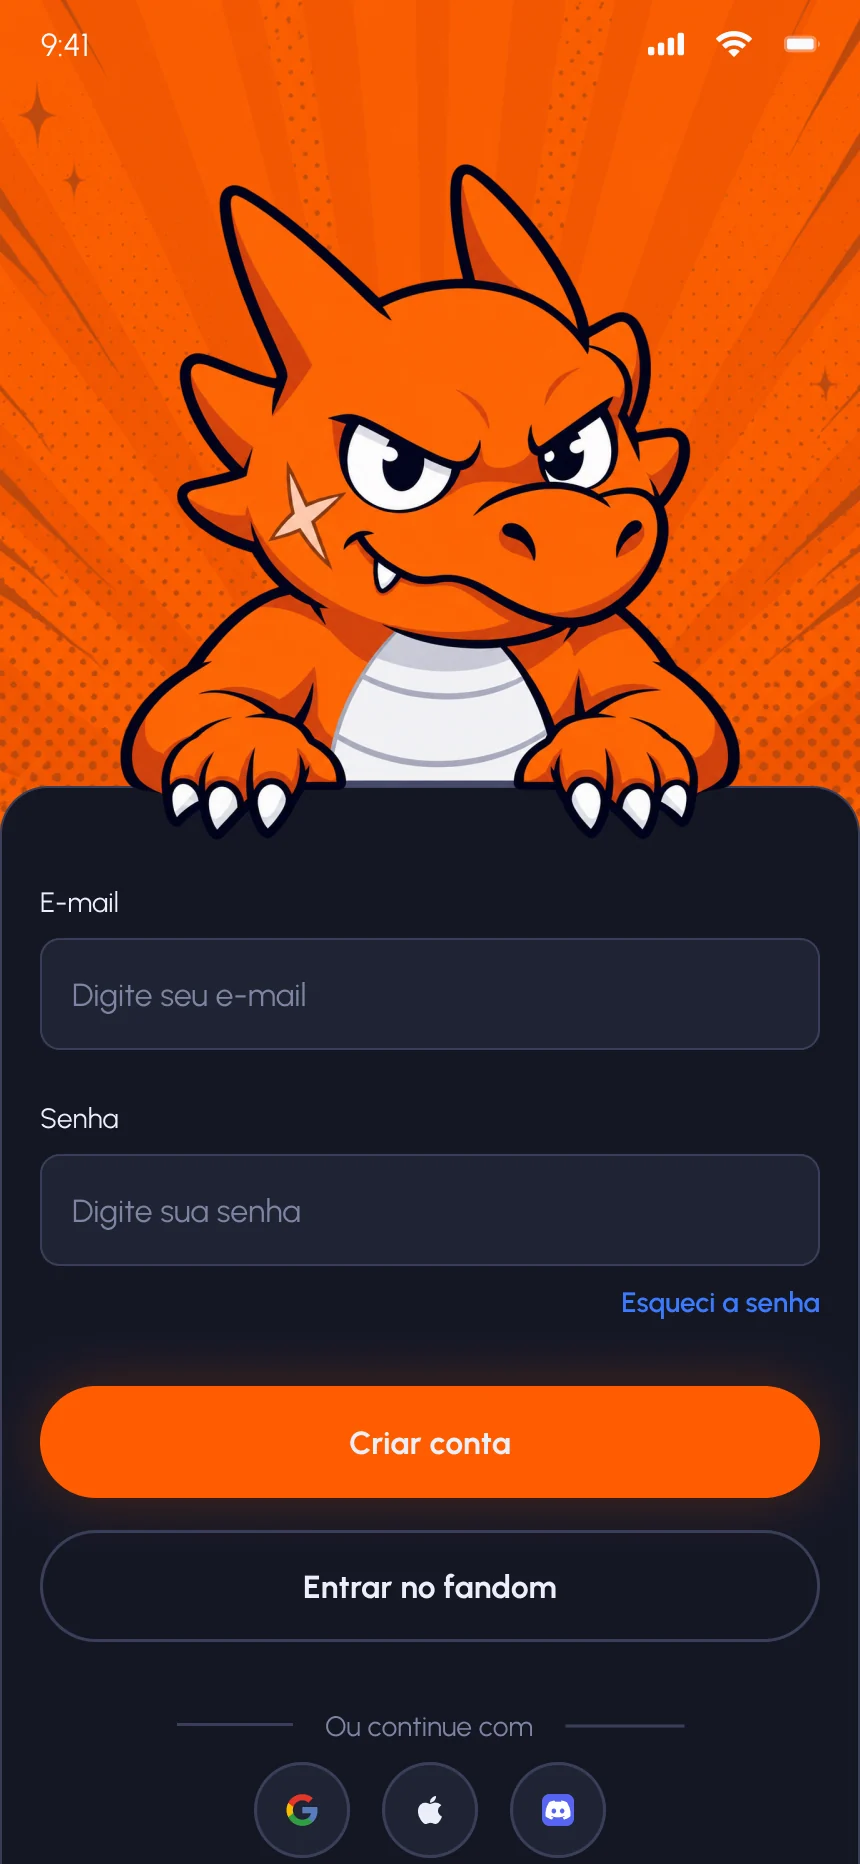 9:41
E-mail
Digite seu e-mail
Senha
Digite sua senha
Esqueci a senha
Criar conta
Entrar no fandom
Ou continue com